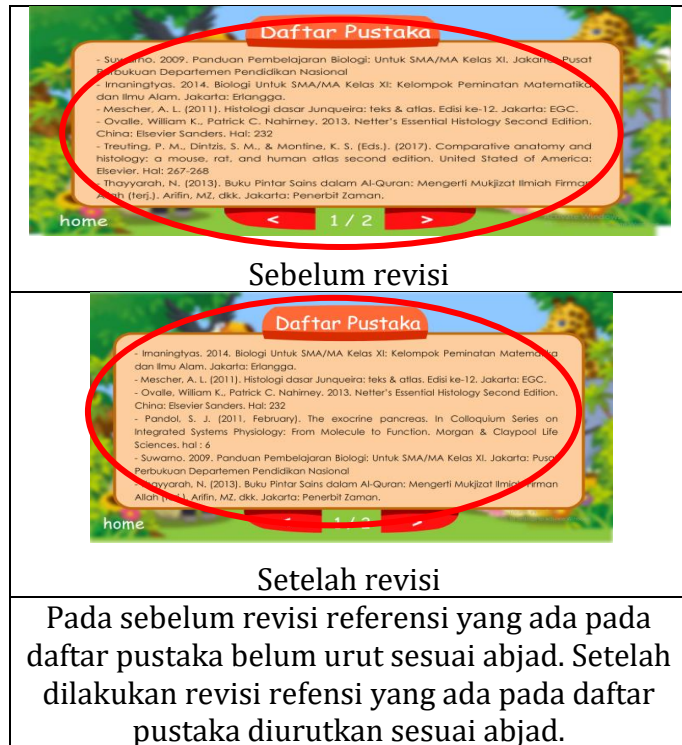 Daftar Pustaka
- Suwarno. 2009. Panduan Pembelajaran Biologi: Untuk SMA/MA Kelas XI. Jakarta: Pusat
Perbukuan Departemen Pendidikan Nasional
- Imaningtyas. 2014. Biologi Untuk SMA/MA Kelas XI: Kelompok Peminatan Matematika
dan Ilmu Alam. Jakarta: Erlangga.
- Mescher, A. L. (2011). Histologi dasar Junqueira: teks & atlas. Edisi ke-12. Jakarta: EGC.
- Ovalle, William K., Patrick C. Nahirney. 2013. Netter's Essential Histology Second Edition.
China: Elsevier Sanders. Hal: 232
- Treuting, P. M., Dintzis, S. M., & Montine, K. S. (Eds.). (2017). Comparative anatomy and
histology: a mouse, rat, and human atlas second edition. United Stated of America:
Elsevier. Hal: 267-268
- Thayyarah, N. (2013). Buku Pintar Sains dalam Al-Quran: Mengerti Mukjizat Ilmiah Firman
Allah (terj.). Arifin, MZ, dkk. Jakarta: Penerbit Zaman.
home < 1 / 2 >
Sebelum revisi
Daftar Pustaka
- Imaningtyas. 2014. Biologi Untuk SMA/MA Kelas XI: Kelompok Peminatan Matematika
dan Ilmu Alam. Jakarta: Erlangga.
- Mescher, A. L. (2011). Histologi dasar Junqueira: teks & atlas. Edisi ke-12. Jakarta: EGC.
- Ovalle, William K., Patrick C. Nahirney. 2013. Netter's Essential Histology Second Edition.
China: Elsevier Sanders. Hal: 232
- Pandol, S. J. (2011, February). The exocrine pancreas. In Colloquium Series on
Integrated Systems Physiology: From Molecule to Function. Morgan & Claypool Life
Sciences. hal : 6
- Suwarno. 2009. Panduan Pembelajaran Biologi: Untuk SMA/MA Kelas XI. Jakarta: Pusat
Perbukuan Departemen Pendidikan Nasional
- Thayyarah, N. (2013). Buku Pintar Sains dalam Al-Quran: Mengerti Mukjizat Ilmiah Firman
Allah (terj.). Arifin, MZ, dkk. Jakarta: Penerbit Zaman.
home < 1 / 2 >
Setelah revisi
Pada sebelum revisi referensi yang ada pada
daftar pustaka belum urut sesuai abjad. Setelah
dilakukan revisi refensi yang ada pada daftar
pustaka diurutkan sesuai abjad.